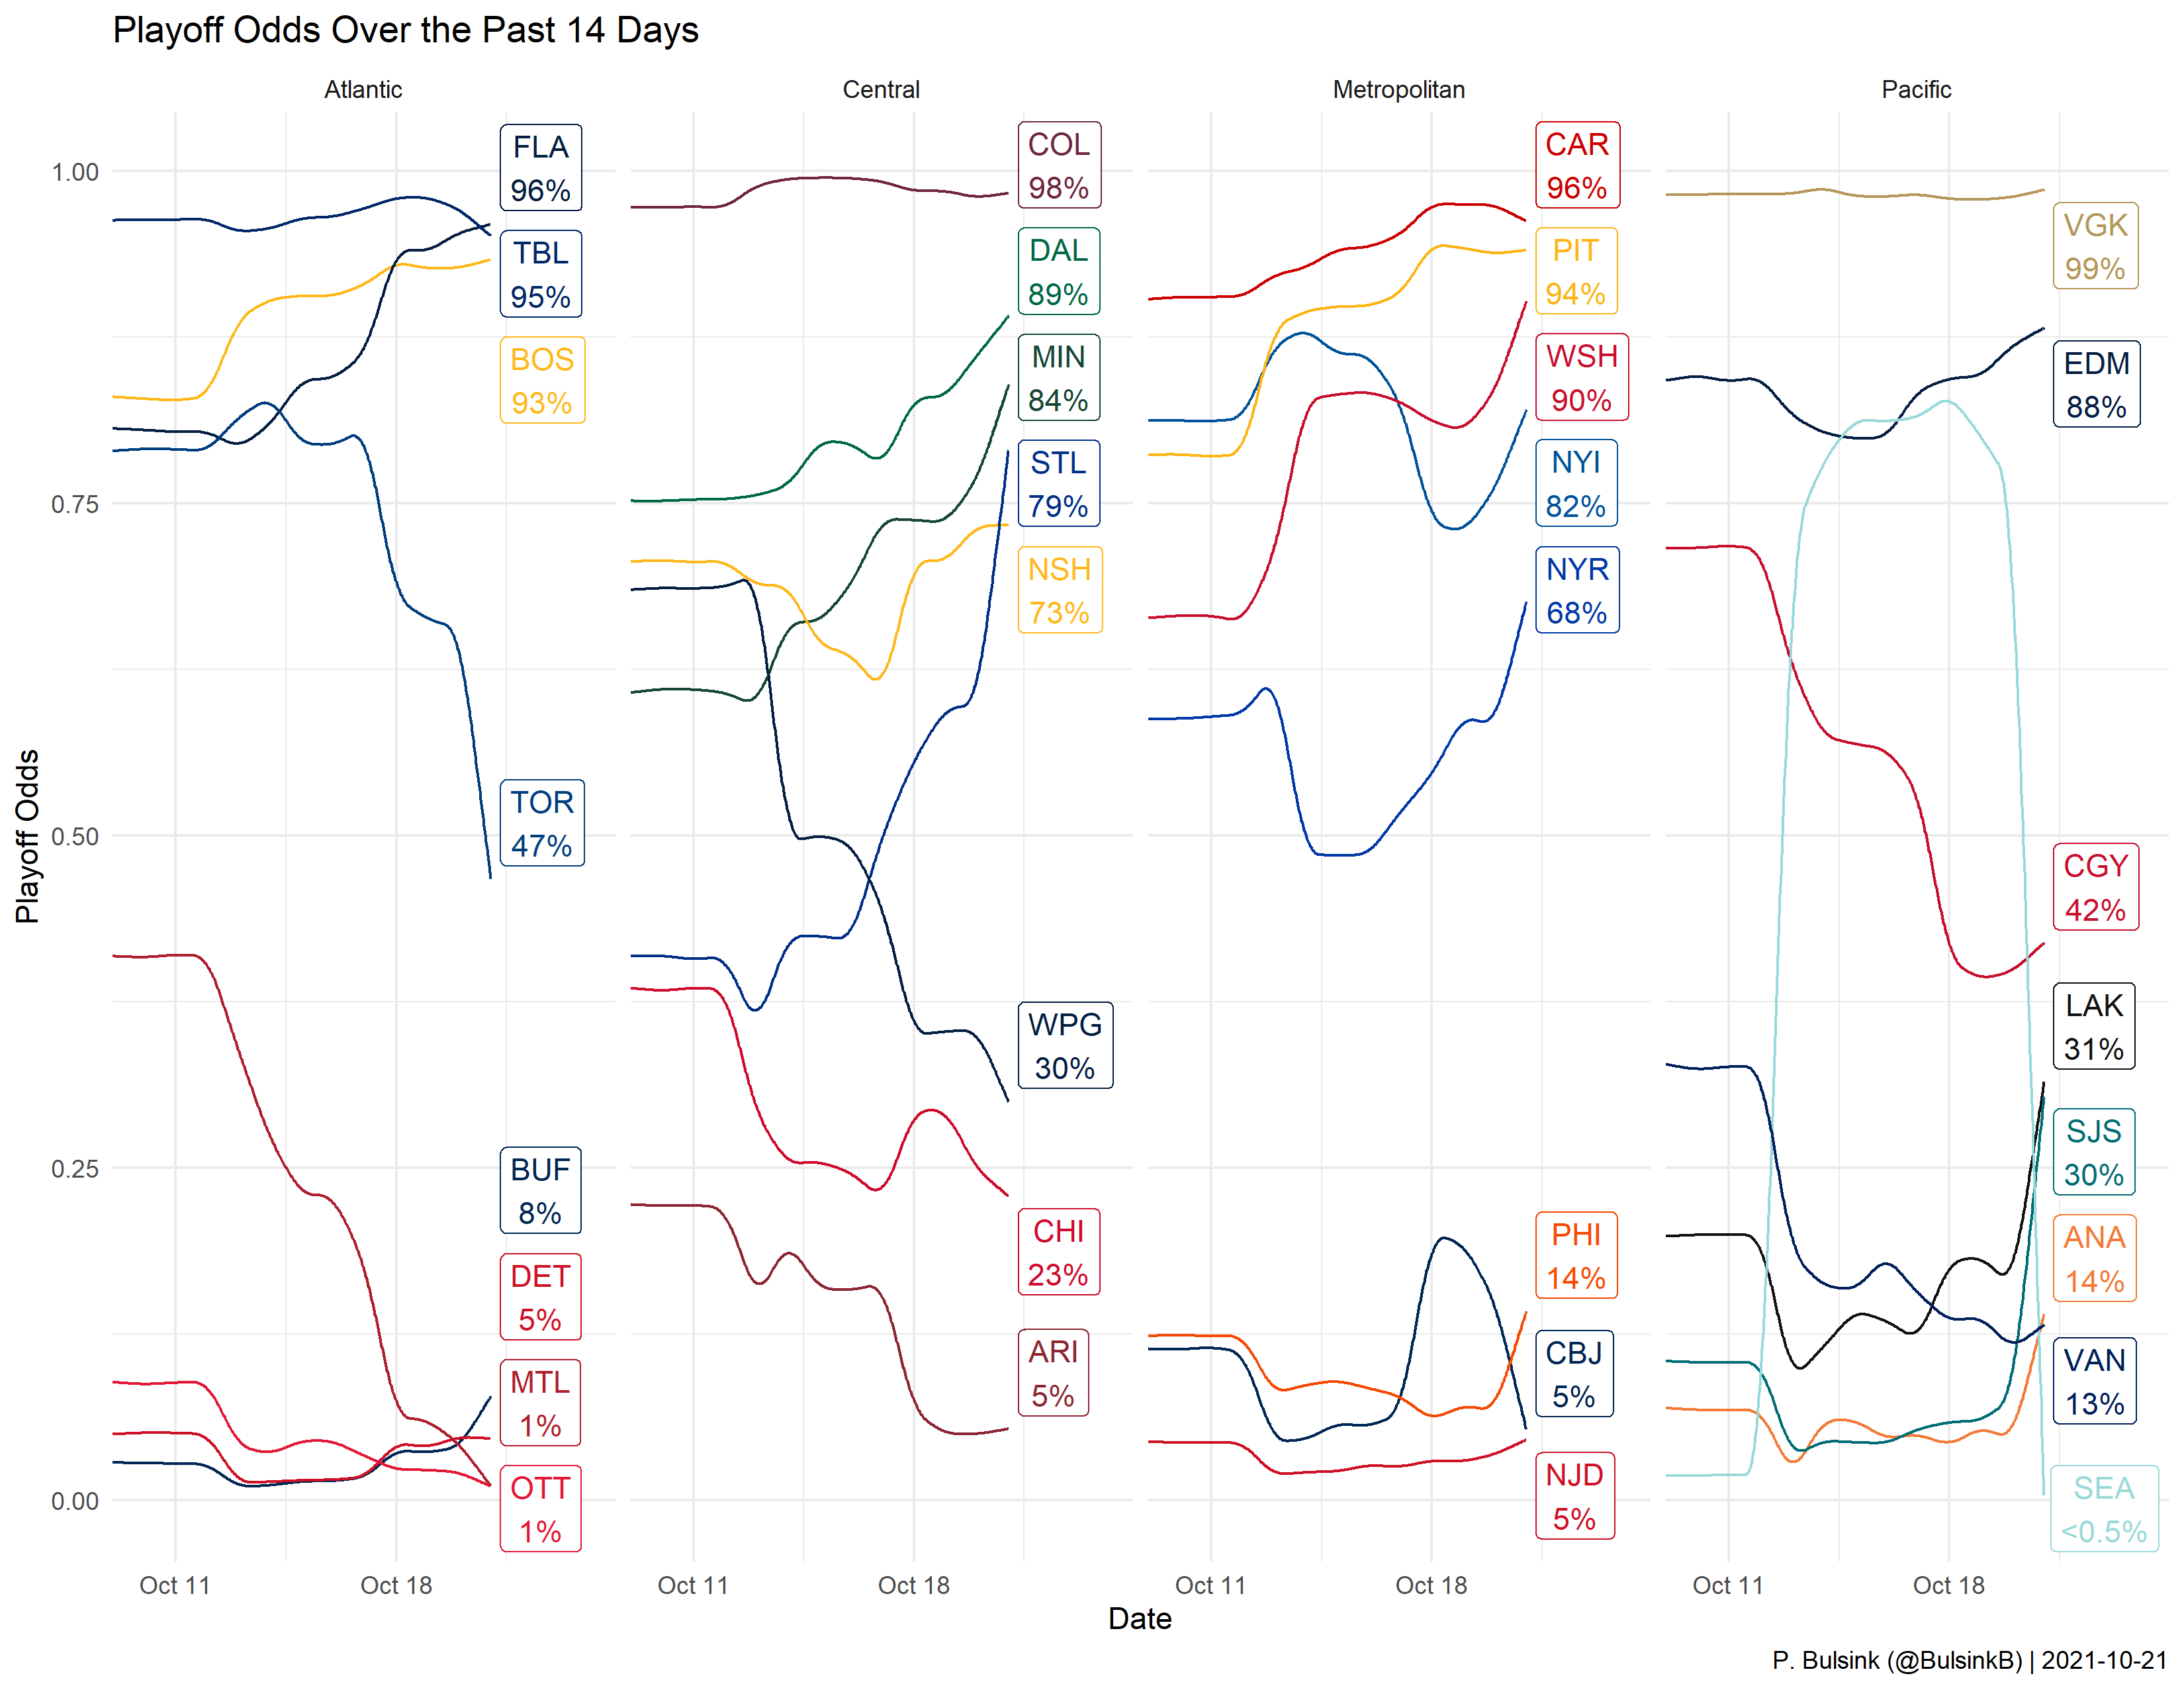 Playoff Odds Over the Past 14 Days
Atlantic
Central
Metropolitan
Pacific
Playoff Odds
1.00
0.75
0.50
0.25
0.00
FLA
96%
TBL
95%
BOS
93%
TOR
47%
BUF
8%
DET
5%
MTL
1%
OTT
1%
COL
98%
DAL
89%
MIN
84%
STL
79%
NSH
73%
WPG
30%
CHI
23%
ARI
5%
CAR
96%
PIT
94%
WSH
90%
NYI
82%
NYR
68%
PHI
14%
CBJ
5%
NJD
5%
VGK
99%
EDM
88%
CGY
42%
LAK
31%
SJS
30%
ANA
14%
VAN
13%
SEA
<0.5%
Oct 11
Oct 18
Oct 11
Oct 18
Oct 11
Oct 18
Oct 11
Oct 18
Date
P. Bulsink (@BulsinkB) | 2021-10-21